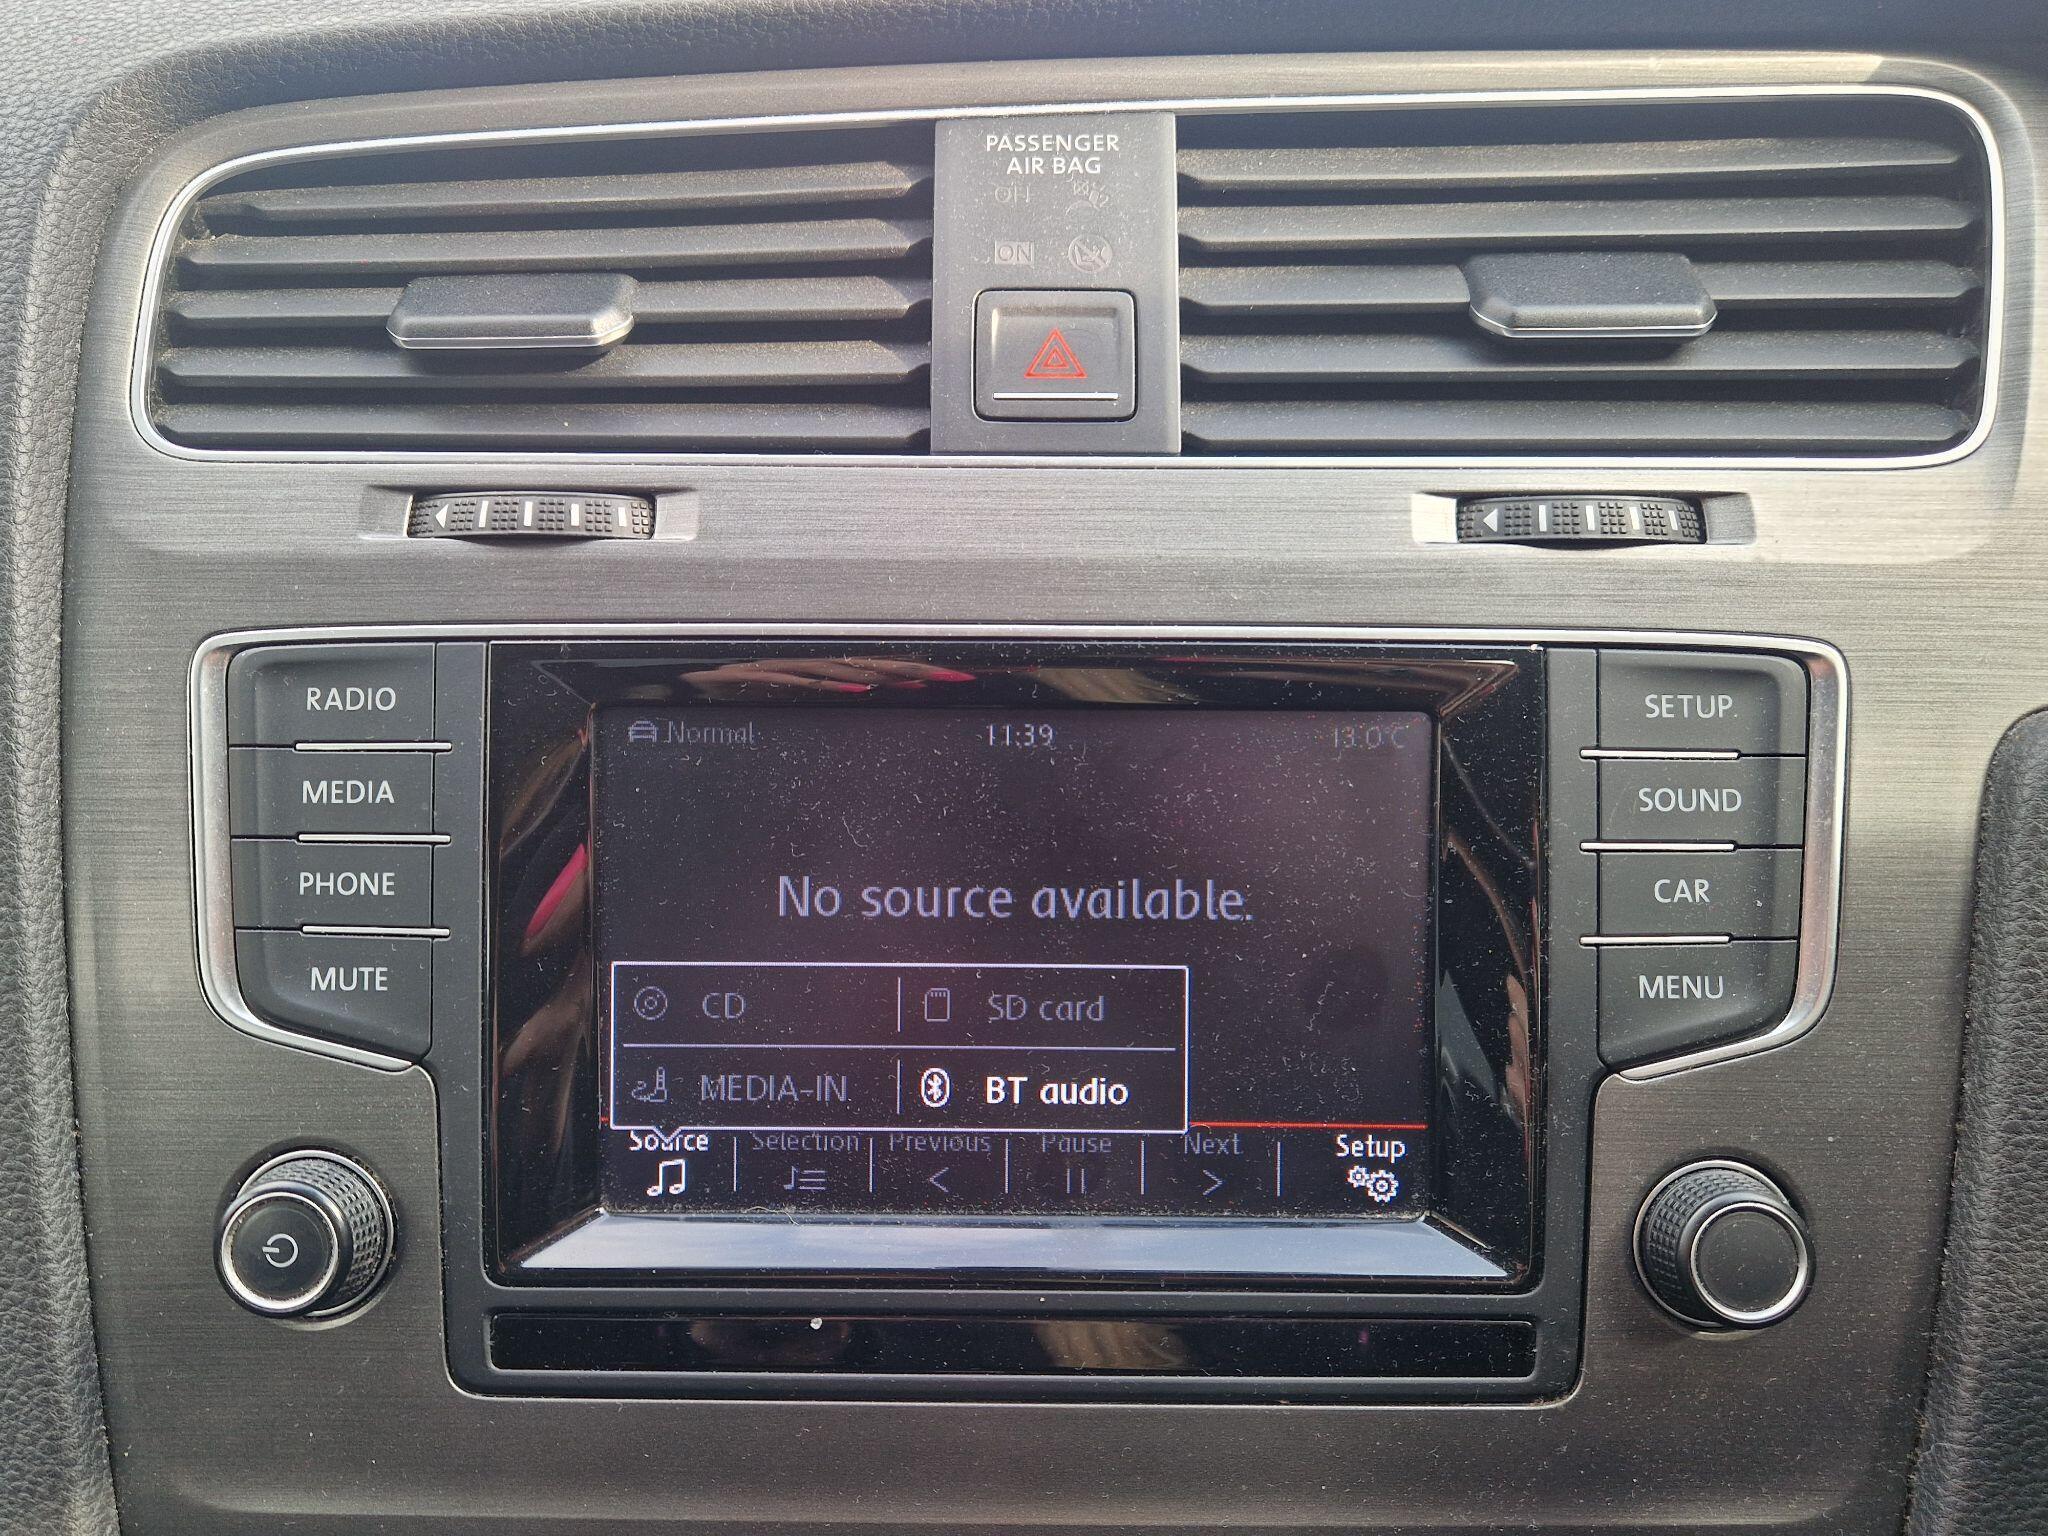 PASSENGER
AIR BAG
ON
RADIO
MEDIA
PHONE
MUTE
Normal
11:39
13.0°C
No source available.
CD
SD card
MEDIA-IN
BT audio
Source
Selection
Previous
Pause
Next
Setup
SETUP
SOUND
CAR
MENU